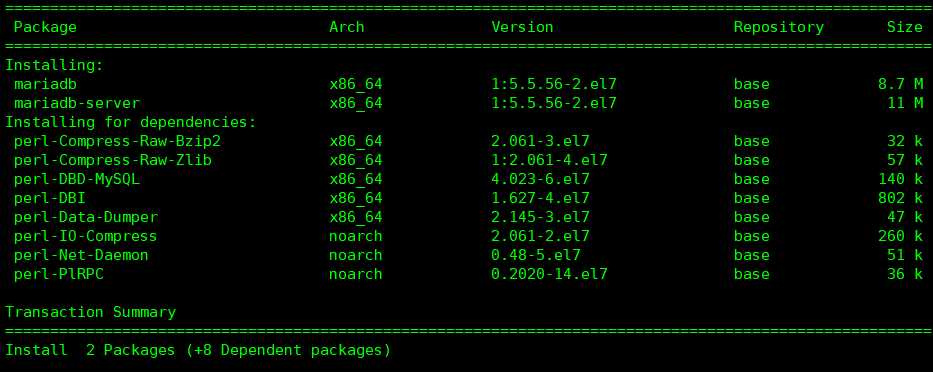 ================================================================================
 Package                Arch        Version              Repository    Size
================================================================================
Installing:
 mariadb                x86_64      1:5.5.56-2.el7       base         8.7 M
 mariadb-server         x86_64      1:5.5.56-2.el7       base          11 M
Installing for dependencies:
 perl-Compress-Raw-Bzip2 x86_64     2.061-3.el7          base          32 k
 perl-Compress-Raw-Zlib x86_64      1:2.061-4.el7        base          57 k
 perl-DBD-MySQL         x86_64      4.023-6.el7          base         140 k
 perl-DBI               x86_64      1.627-4.el7          base         802 k
 perl-Data-Dumper       x86_64      2.145-3.el7          base          47 k
 perl-IO-Compress       noarch      2.061-2.el7          base         260 k
 perl-Net-Daemon        noarch      0.48-5.el7           base          51 k
 perl-PlRPC             noarch      0.2020-14.el7        base          36 k
Transaction Summary
================================================================================
Install  2 Packages (+8 Dependent packages)